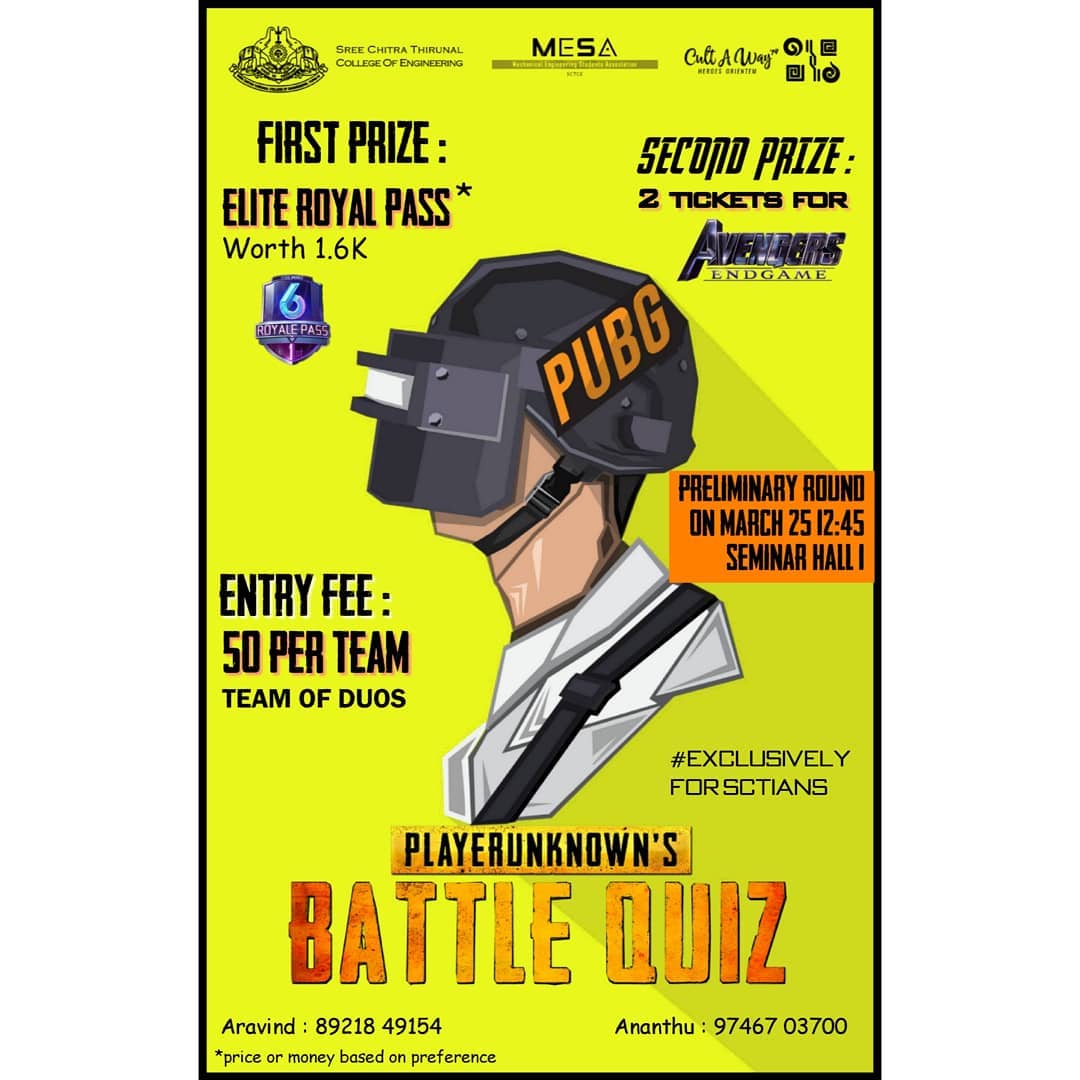 SREE CHITRA THIRUNAL
COLLEGE OF ENGINEERING
MESA
Mechanical Engineering Students Association
SCTCE
Cult A Way
HEROES ORIENTEM
FIRST PRIZE :
ELITE ROYAL PASS*
Worth 1.6K
6
ROYALE PASS
SECOND PRIZE :
2 TICKETS FOR
AVENGERS
ENDGAME
PUBG
PRELIMINARY ROUND
ON MARCH 25 12:45
SEMINAR HALL I
ENTRY FEE :
50 PER TEAM
TEAM OF DUOS
#EXCLUSIVELY
FOR SCTIANS
PLAYERUNKNOWN'S
BATTLE QUIZ
Aravind : 89218 49154
Ananthu : 97467 03700
*price or money based on preference